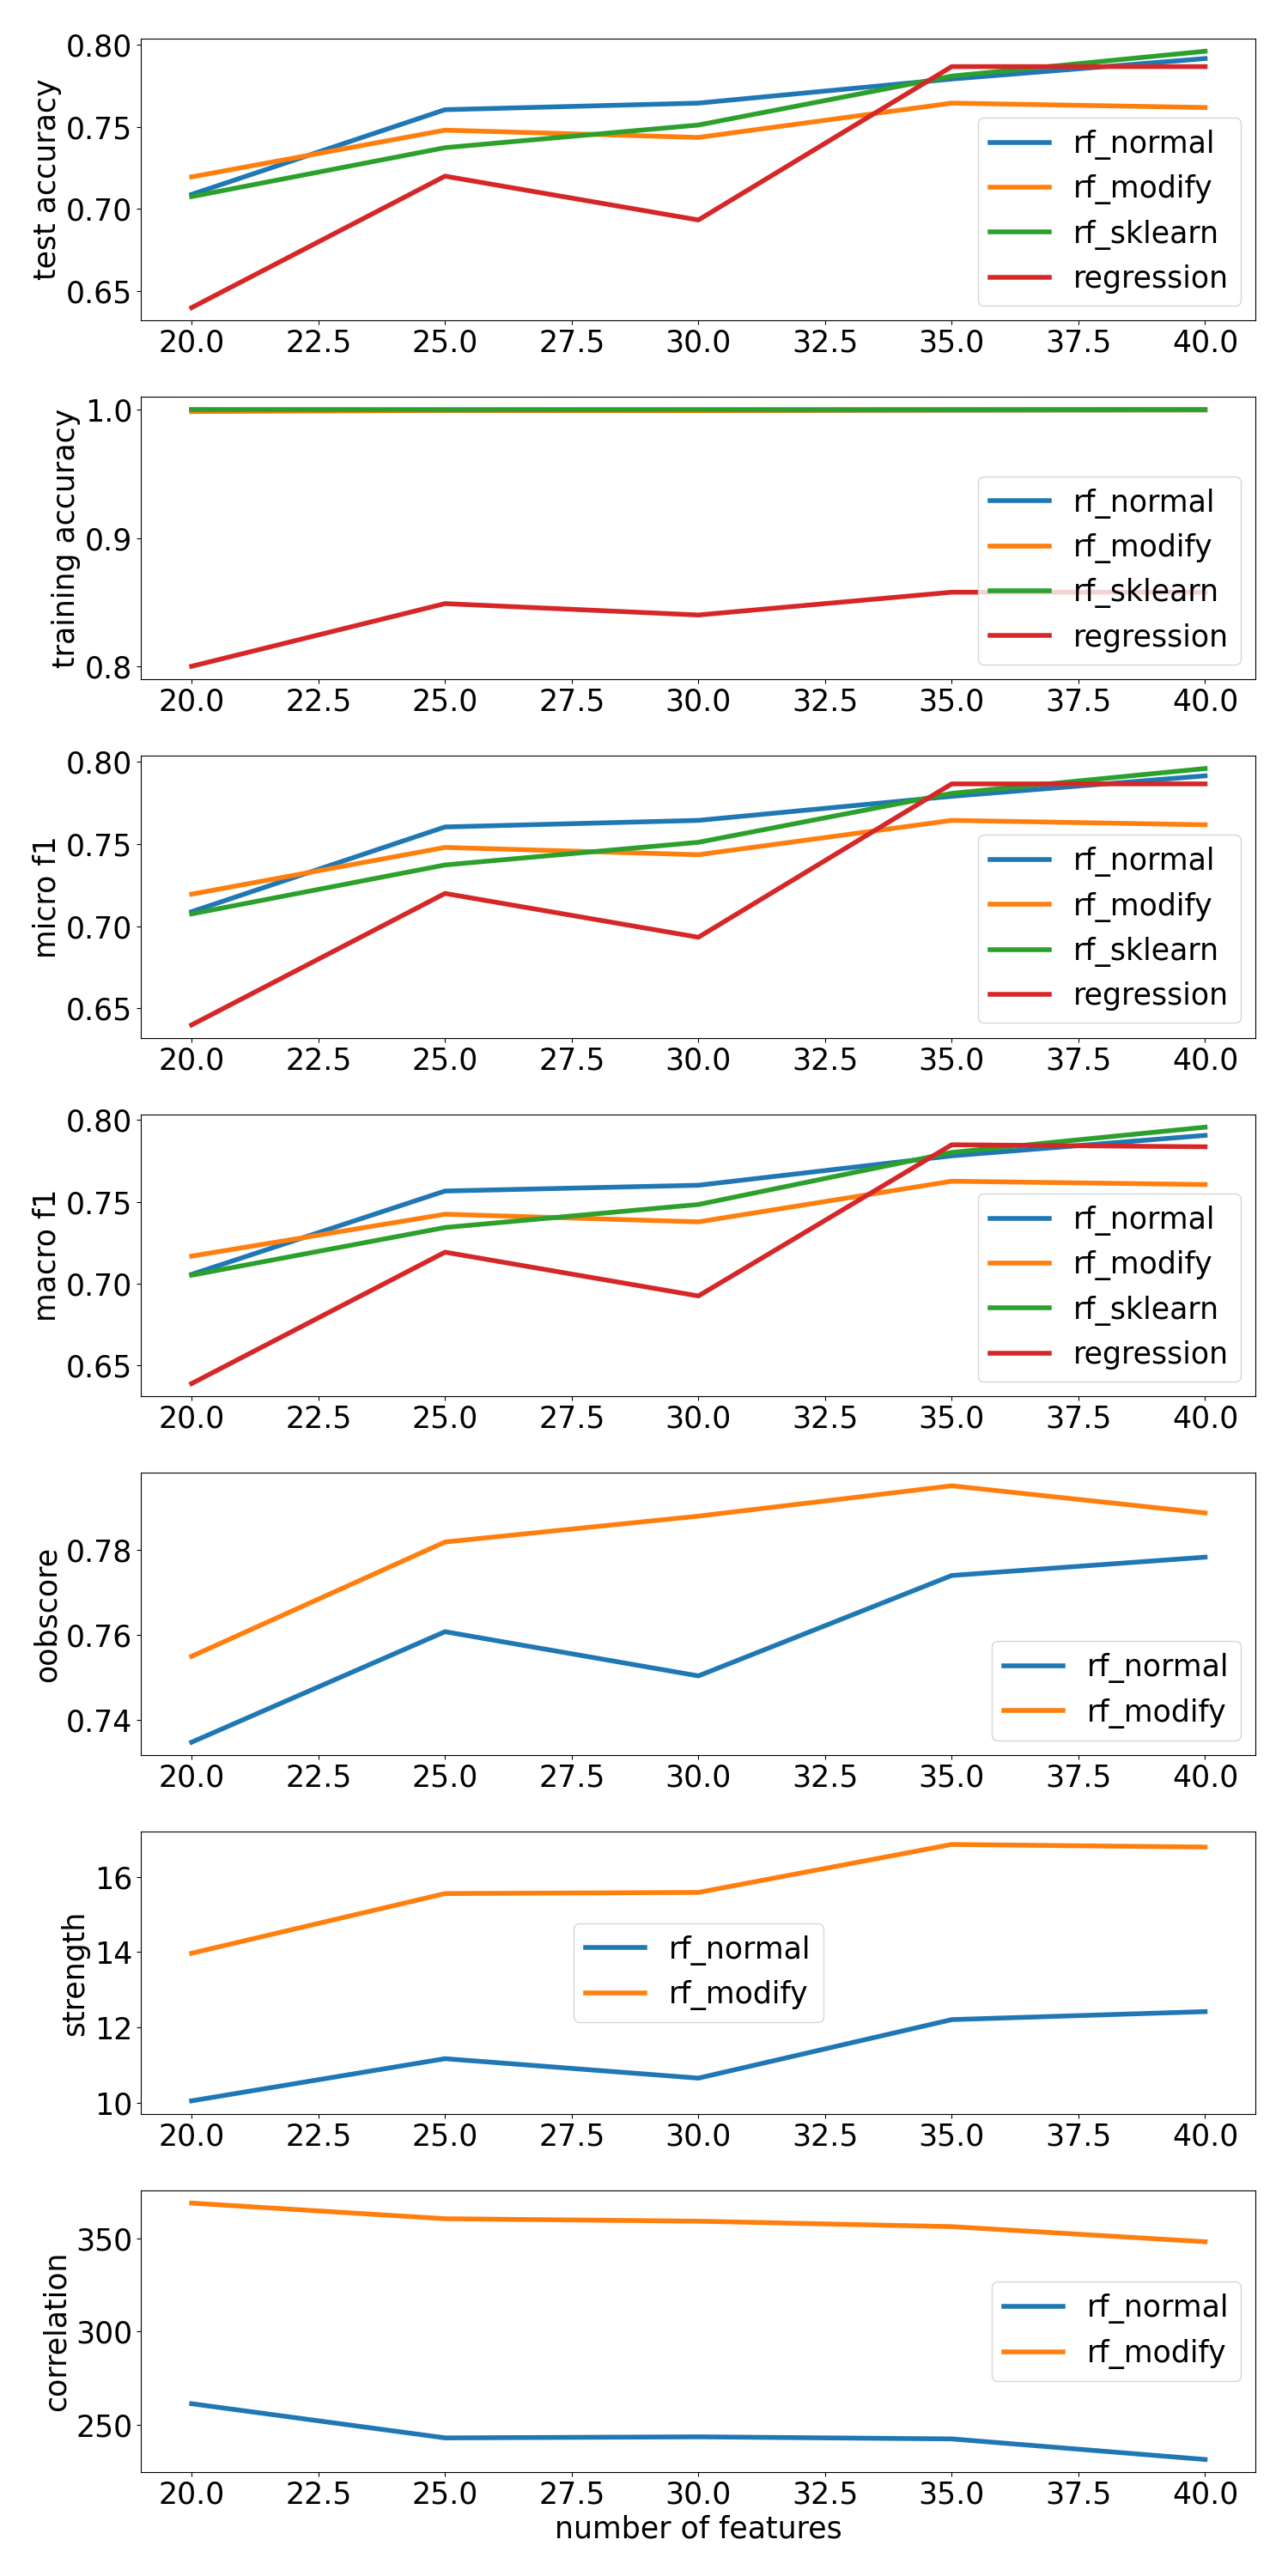 test accuracy
0.80
0.75
0.70
0.65
rf_normal
rf_modify
rf_sklearn
regression
20.0 22.5 25.0 27.5 30.0 32.5 35.0 37.5 40.0
training accuracy
1.0
0.9
0.8
rf_normal
rf_modify
rf_sklearn
regression
20.0 22.5 25.0 27.5 30.0 32.5 35.0 37.5 40.0
micro f1
0.80
0.75
0.70
0.65
rf_normal
rf_modify
rf_sklearn
regression
20.0 22.5 25.0 27.5 30.0 32.5 35.0 37.5 40.0
macro f1
0.80
0.75
0.70
0.65
rf_normal
rf_modify
rf_sklearn
regression
20.0 22.5 25.0 27.5 30.0 32.5 35.0 37.5 40.0
oobscore
0.78
0.76
0.74
rf_normal
rf_modify
20.0 22.5 25.0 27.5 30.0 32.5 35.0 37.5 40.0
strength
16
14
12
10
rf_normal
rf_modify
20.0 22.5 25.0 27.5 30.0 32.5 35.0 37.5 40.0
correlation
350
300
250
rf_normal
rf_modify
20.0 22.5 25.0 27.5 30.0 32.5 35.0 37.5 40.0
number of features